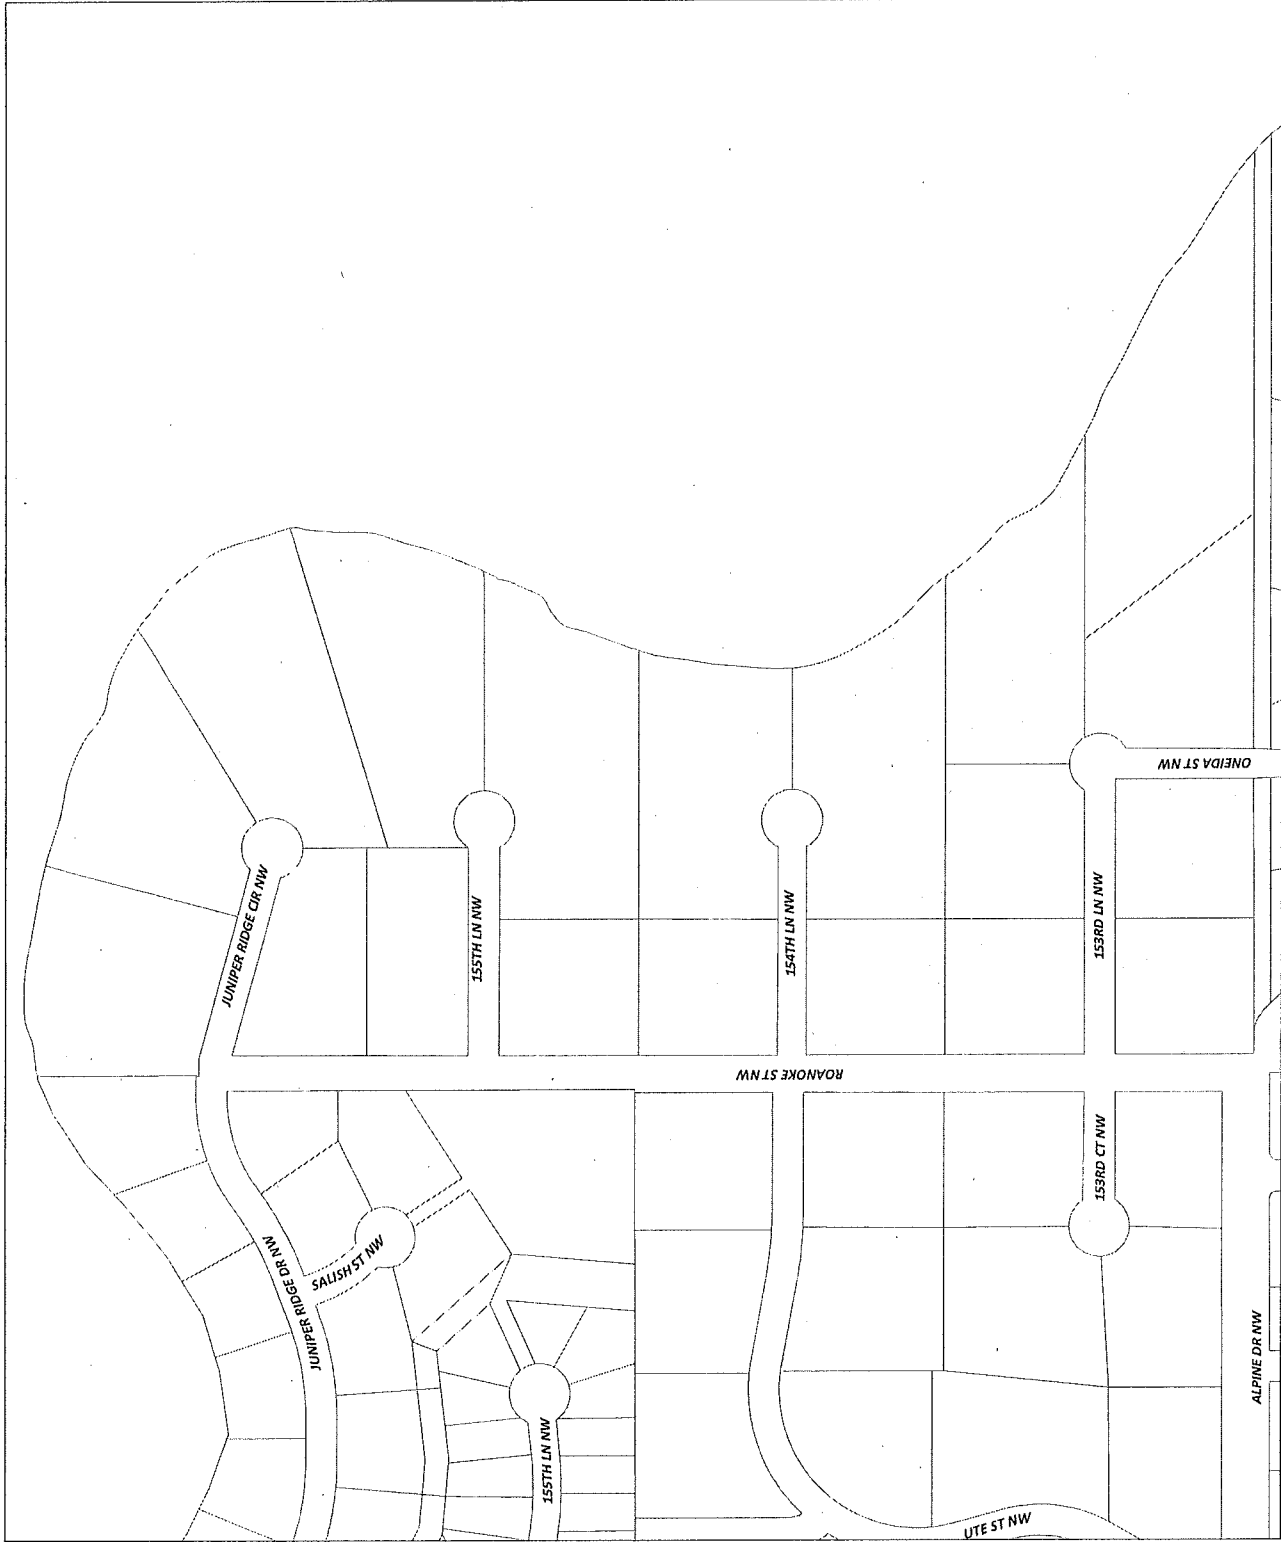 ONEIDA ST NW
JUNIPER RIDGE CIR NW
155TH LN NW
154TH LN NW
153RD LN NW
ROANOKE ST NW
153RD CT NW
SALISH ST NW
JUNIPER RIDGE DR NW
155TH LN NW
ALPINE DR NW
UTE ST NW